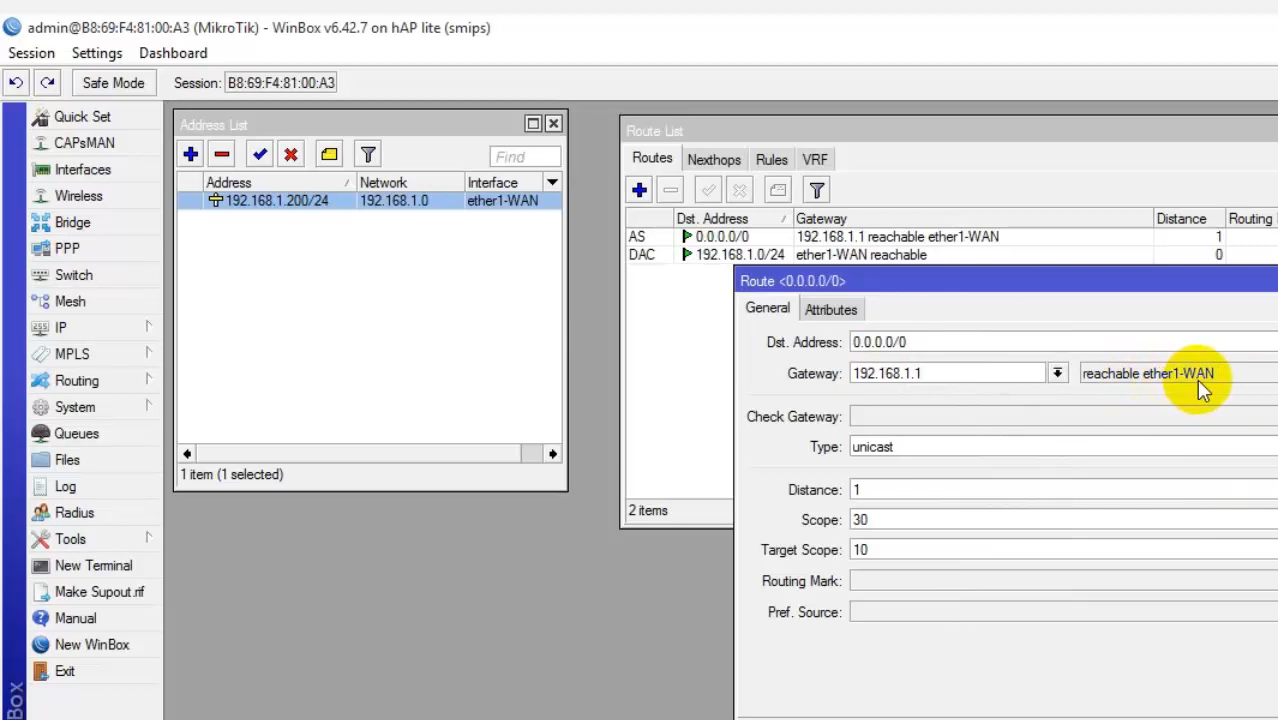 admin@B8:69:F4:81:00:A3 (MikroTik) - WinBox v6.42.7 on hAP lite (smips)
Session Settings Dashboard
Safe Mode Session: B8:69:F4:81:00:A3
Quick Set
CAPsMAN
Interfaces
Wireless
Bridge
PPP
Switch
Mesh
IP
MPLS
Routing
System
Queues
Files
Log
Radius
Tools
New Terminal
Make Supout.rif
Manual
New WinBox
Exit
Box
Address List
Find
Address Network Interface
192.168.1.200/24 192.168.1.0 ether1-WAN
1 item (1 selected)
Route List
Routes Nexthops Rules VRF
Dst. Address Gateway Distance Routing
AS 0.0.0.0/0 192.168.1.1 reachable ether1-WAN 1
DAC 192.168.1.0/24 ether1-WAN reachable 0
2 items
Route <0.0.0.0/0>
General Attributes
Dst. Address: 0.0.0.0/0
Gateway: 192.168.1.1 reachable ether1-WAN
Check Gateway:
Type: unicast
Distance: 1
Scope: 30
Target Scope: 10
Routing Mark:
Pref. Source: